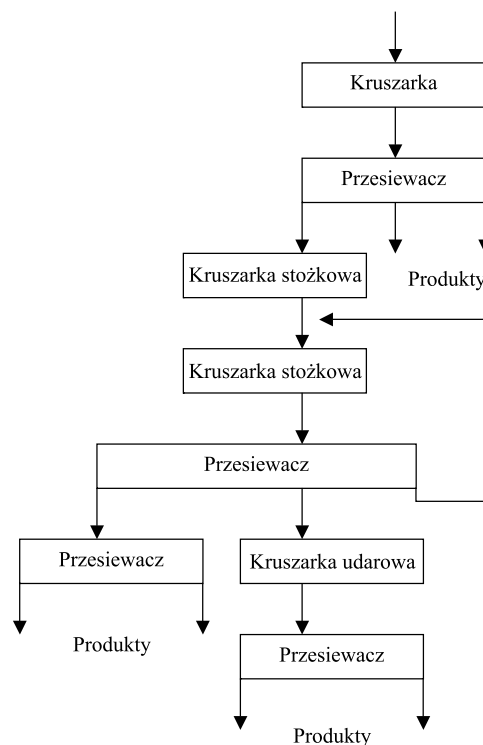 Kruszarka
Przesiewacz
Kruszarka stożkowa
Produkty
Kruszarka stożkowa
Przesiewacz
Przesiewacz
Kruszarka udarowa
Produkty
Przesiewacz
Produkty